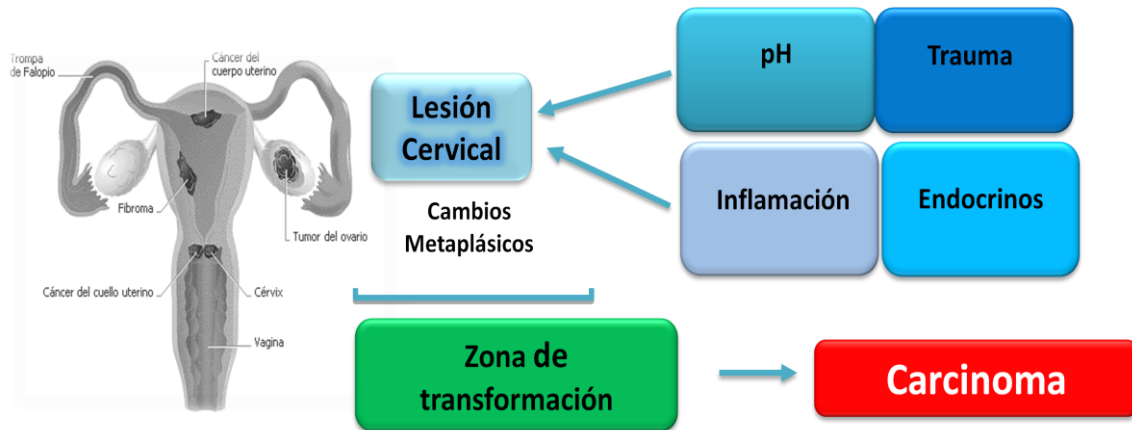 Trompa
de Falopio
Cáncer del
cuerpo uterino
Fibroma
Tumor del ovario
Cáncer del cuello uterino
Cérvix
Vagina
Lesión
Cervical
Cambios
Metaplásicos
pH
Trauma
Inflamación
Endocrinos
Zona de
transformación
Carcinoma